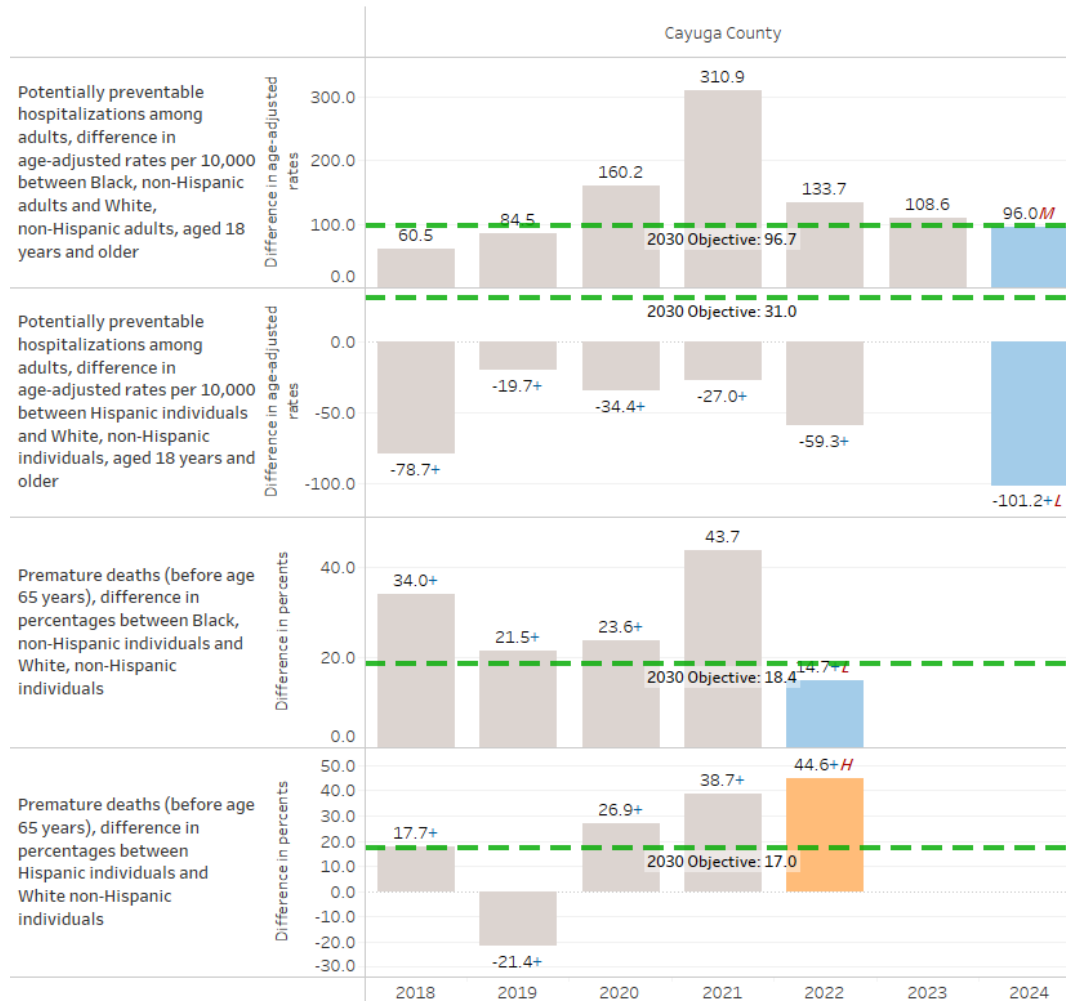 Cayuga County
Potentially preventable
hospitalizations among
adults, difference in
age-adjusted rates per 10,000
between Black, non-Hispanic
adults and White,
non-Hispanic adults, aged 18
years and older
Difference in age-adjusted
rates
300.0
200.0
100.0
0.0
60.5
84.5
160.2
310.9
133.7
108.6
96.0M
2030 Objective: 96.7
Potentially preventable
hospitalizations among
adults, difference in
age-adjusted rates per 10,000
between Hispanic individuals
and White, non-Hispanic
individuals, aged 18 years and
older
Difference in age-adjusted
rates
0.0
-50.0
-100.0
2030 Objective: 31.0
-78.7+
-19.7+
-34.4+
-27.0+
-59.3+
-101.2+L
Premature deaths (before age
65 years), difference in
percentages between Black,
non-Hispanic individuals and
White, non-Hispanic
individuals
Difference in percents
40.0
20.0
0.0
34.0+
21.5+
23.6+
43.7
14.7+L
2030 Objective: 18.4
Premature deaths (before age
65 years), difference in
percentages between
Hispanic individuals and
White non-Hispanic
individuals
Difference in percents
50.0
40.0
30.0
20.0
10.0
0.0
-10.0
-20.0
-30.0
17.7+
-21.4+
26.9+
38.7+
44.6+H
2030 Objective: 17.0
2018
2019
2020
2021
2022
2023
2024